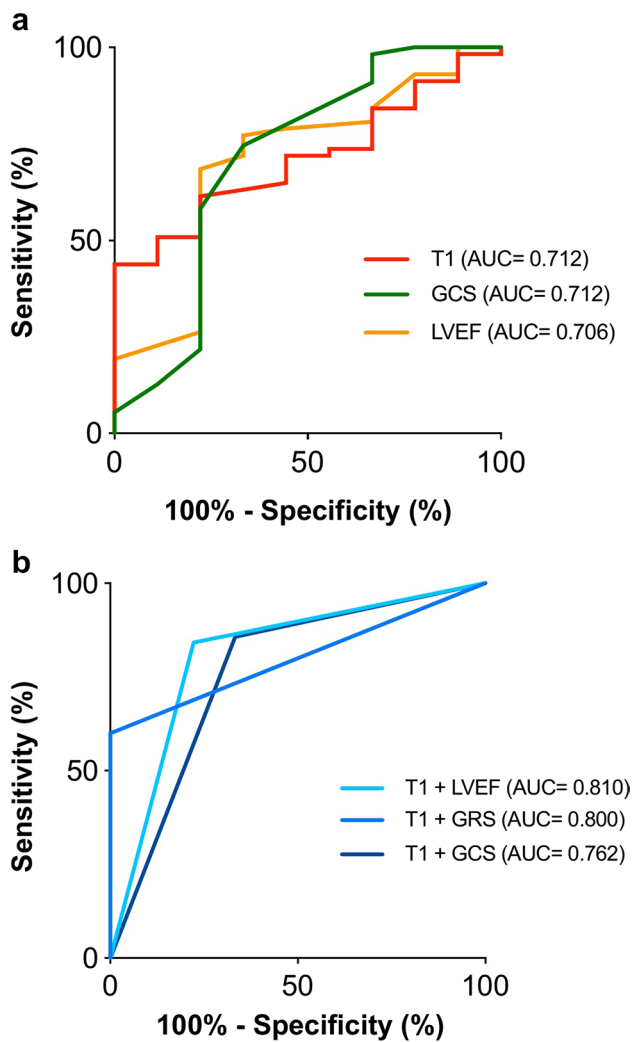 a
100
50
0
Sensitivity (%)
T1 (AUC= 0.712)
GCS (AUC= 0.712)
LVEF (AUC= 0.706)
0 50 100
100% - Specificity (%)
b
100
50
0
Sensitivity (%)
T1 + LVEF (AUC= 0.810)
T1 + GRS (AUC= 0.800)
T1 + GCS (AUC= 0.762)
0 50 100
100% - Specificity (%)